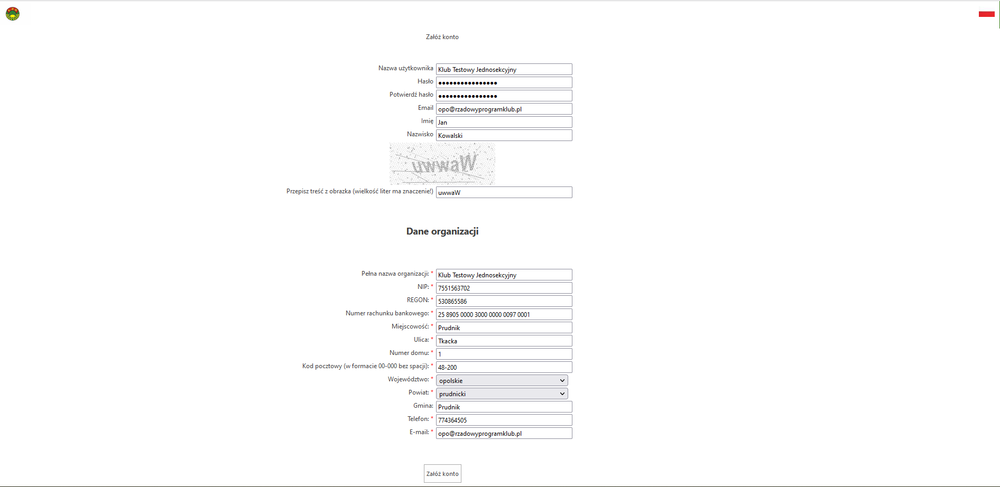 LZS
Załóż konto
Nazwa użytkownika Klub Testowy Jednosekcyjny
Hasło ●●●●●●●●●●●●●●●●
Potwierdź hasło ●●●●●●●●●●●●●●●●
Email opo@rzadowyprogramklub.pl
Imię Jan
Nazwisko Kowalski
uwwaW
Przepisz treść z obrazka (wielkość liter ma znaczenie!) uwwaW
Dane organizacji
Pełna nazwa organizacji: * Klub Testowy Jednosekcyjny
NIP: * 7551563702
REGON: * 530865586
Numer rachunku bankowego: * 25 8905 0000 3000 0000 0097 0001
Miejscowość: * Prudnik
Ulica: * Tkacka
Numer domu: * 1
Kod pocztowy (w formacie 00-000 bez spacji): * 48-200
Województwo: * opolskie
Powiat: * prudnicki
Gmina: Prudnik
Telefon: * 774364505
E-mail: * opo@rzadowyprogramklub.pl
Załóż konto